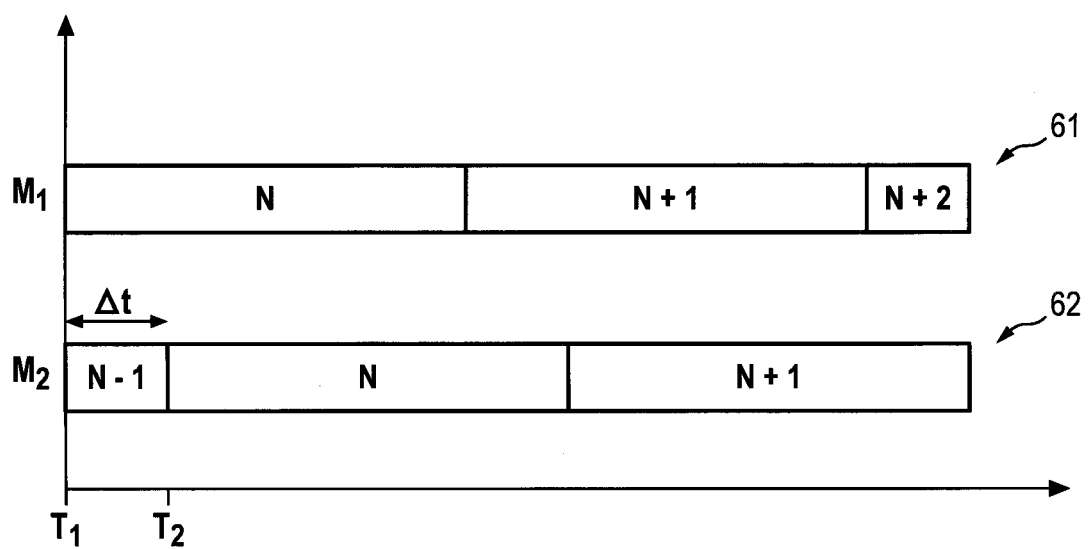 61
M₁ N N + 1 N + 2
Δt
62
M₂ N - 1 N N + 1
T₁ T₂